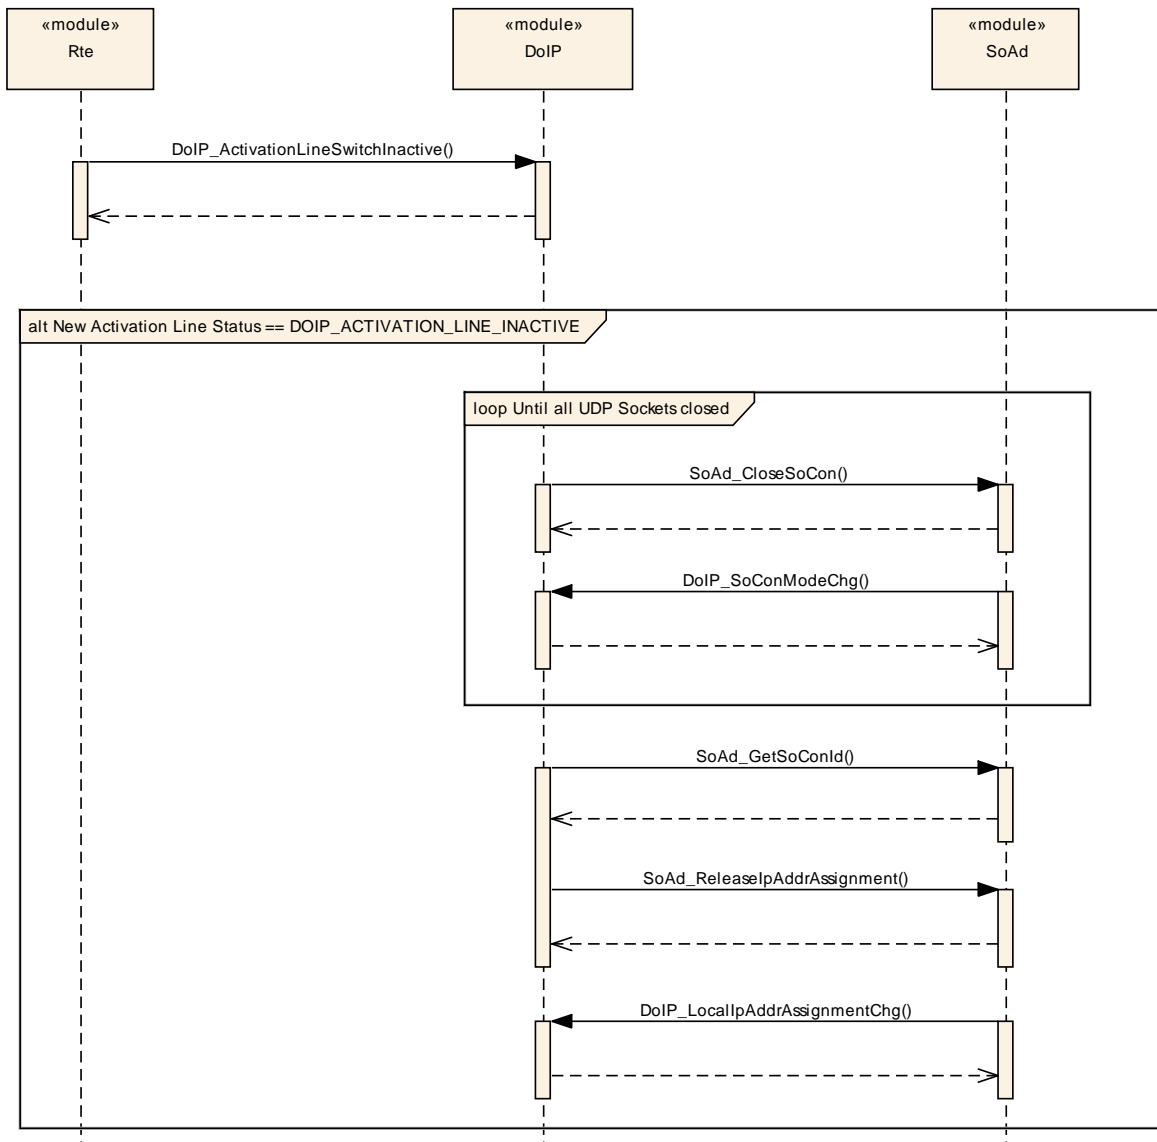 «module»
Rte
«module»
DoIP
«module»
SoAd
DoIP_ActivationLineSwitchInactive()
alt New Activation Line Status == DOIP_ACTIVATION_LINE_INACTIVE
loop Until all UDP Sockets closed
SoAd_CloseSoCon()
DoIP_SoConModeChg()
SoAd_GetSoConId()
SoAd_ReleaseIpAddrAssignment()
DoIP_LocalIpAddrAssignmentChg()